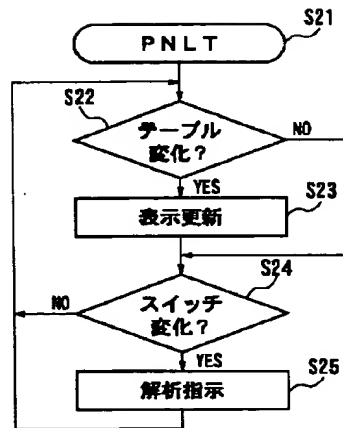 S21
PNLT
S22
テーブル
変化?
NO
YES
S23
表示更新
S24
NO
スイッチ
変化?
YES
S25
解析指示